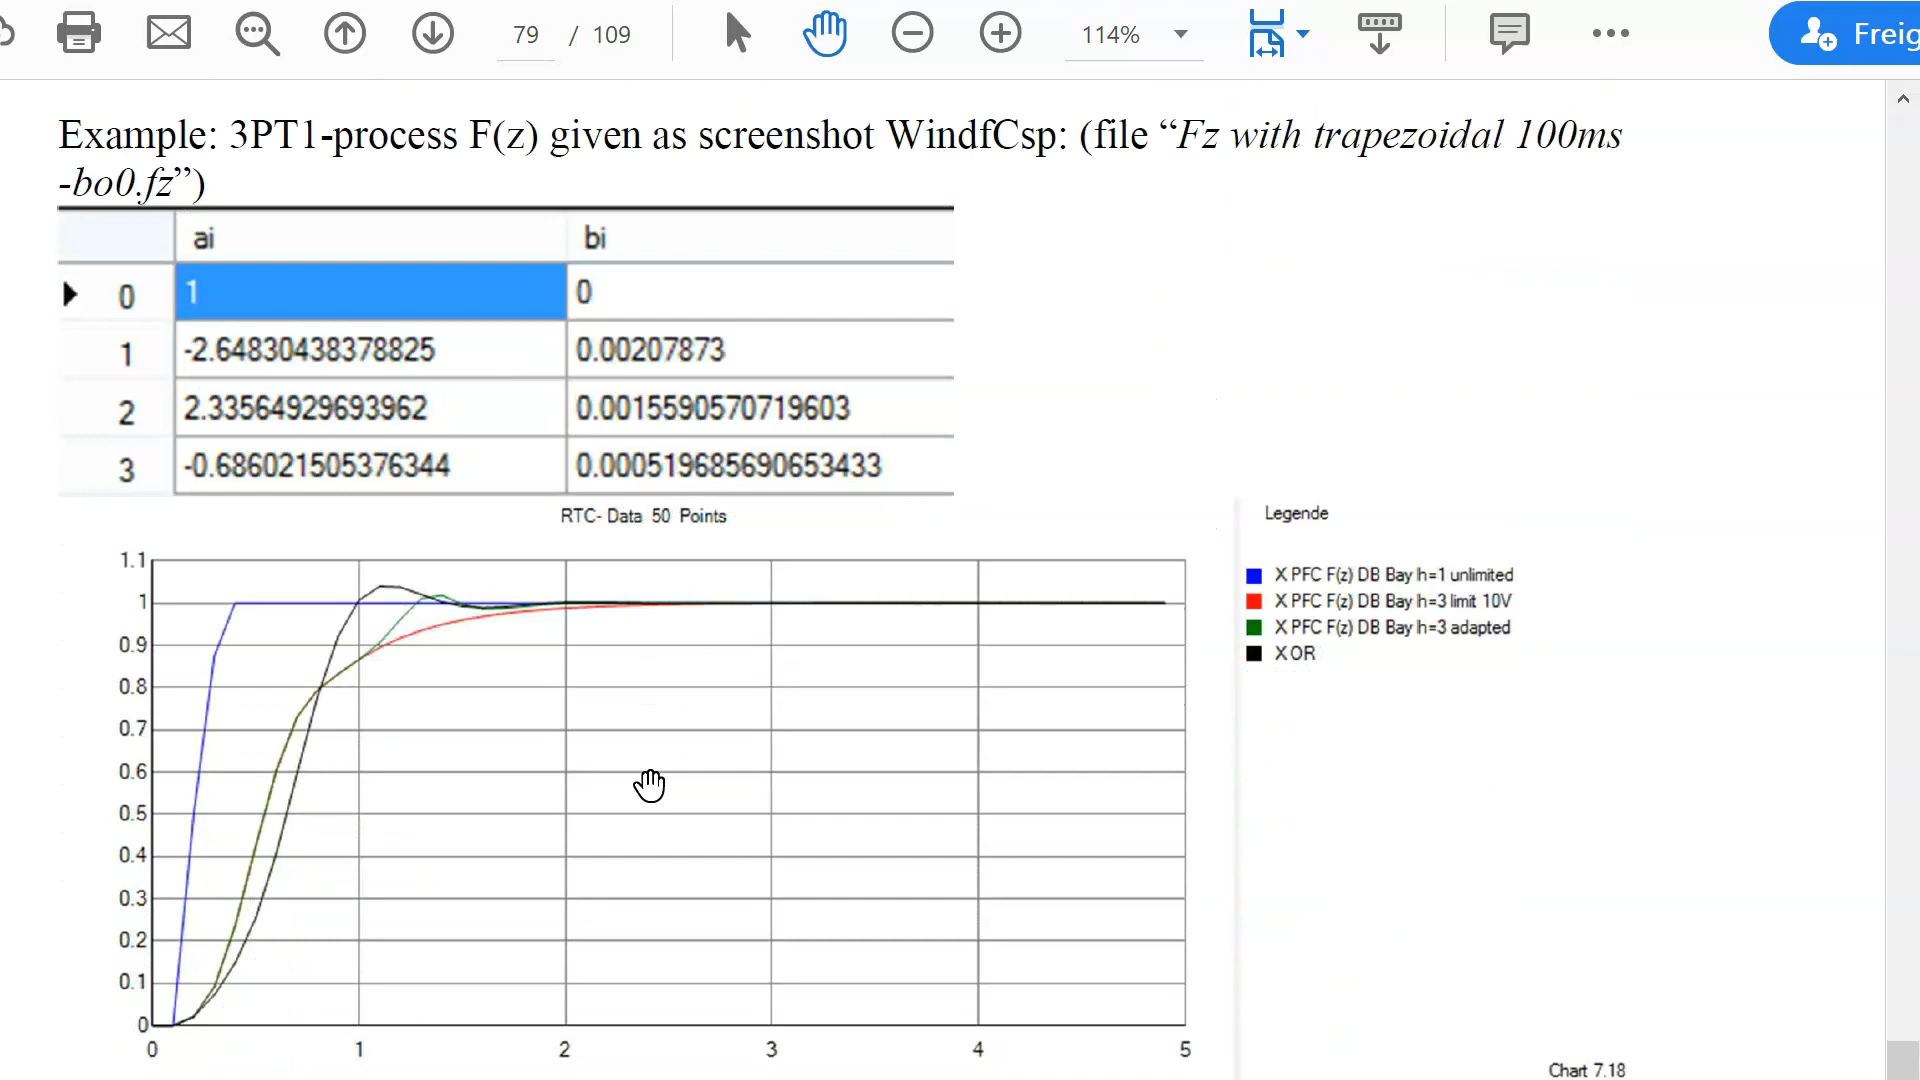 79 / 109
114%
Freig
Example: 3PT1-process F(z) given as screenshot WindfCsp: (file “Fz with trapezoidal 100ms
-bo0.fz”)
ai bi
0 1 0
1 -2.64830438378825 0.00207873
2 2.33564929693962 0.0015590570719603
3 -0.686021505376344 0.000519685690653433
RTC- Data 50 Points
Legende
X PFC F(z) DB Bay h=1 unlimited
X PFC F(z) DB Bay h=3 limit 10V
X PFC F(z) DB Bay h=3 adapted
X OR
1.1
1
0.9
0.8
0.7
0.6
0.5
0.4
0.3
0.2
0.1
0
0 1 2 3 4 5
Chart 7.18